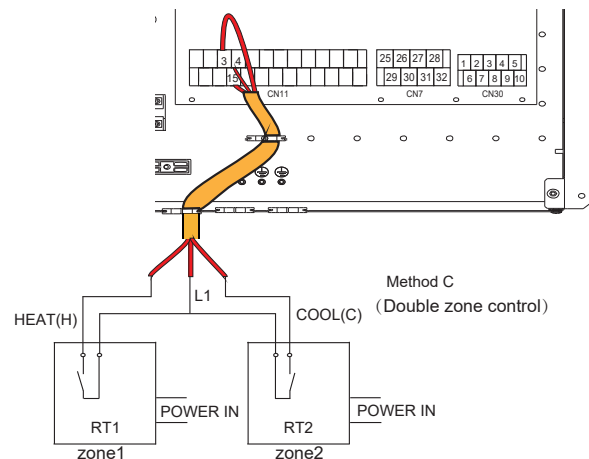 3 4
15
CN11
25 26 27 28
29 30 31 32
CN7
1 2 3 4 5
6 7 8 9 10
CN30
Method C
(Double zone control)
L1
HEAT(H)
COOL(C)
RT1
POWER IN
zone1
RT2
POWER IN
zone2